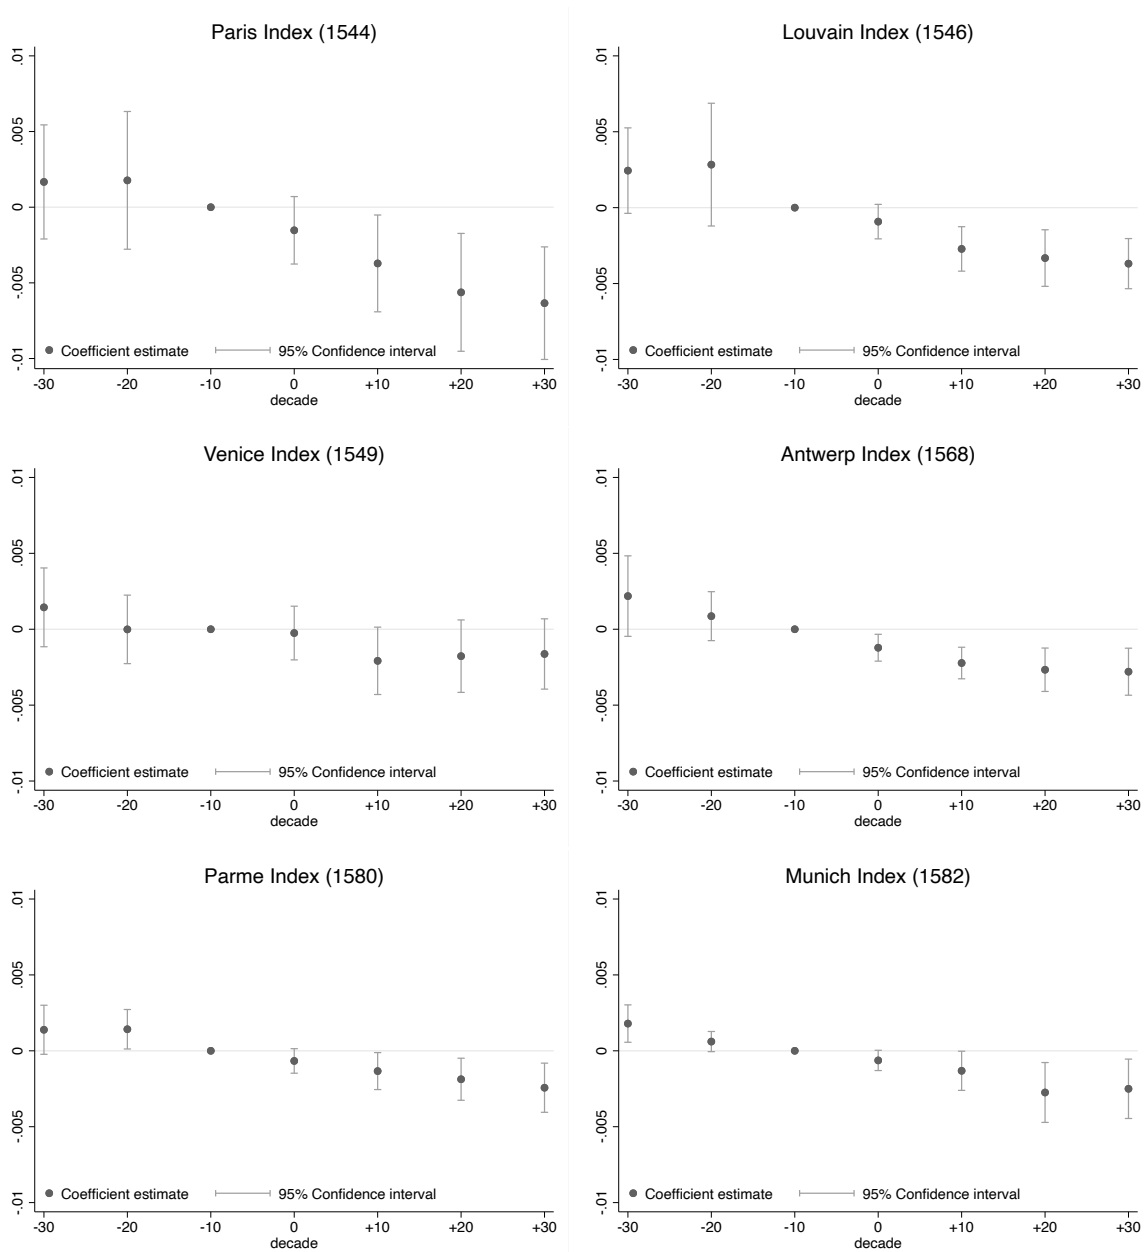 Paris Index (1544)
.01
.005
0
-.005
-.01
Coefficient estimate 95% Confidence interval
-30 -20 -10 0 +10 +20 +30
decade
Louvain Index (1546)
.01
.005
0
-.005
-.01
Coefficient estimate 95% Confidence interval
-30 -20 -10 0 +10 +20 +30
decade
Venice Index (1549)
.01
.005
0
-.005
-.01
Coefficient estimate 95% Confidence interval
-30 -20 -10 0 +10 +20 +30
decade
Antwerp Index (1568)
.01
.005
0
-.005
-.01
Coefficient estimate 95% Confidence interval
-30 -20 -10 0 +10 +20 +30
decade
Parme Index (1580)
.01
.005
0
-.005
-.01
Coefficient estimate 95% Confidence interval
-30 -20 -10 0 +10 +20 +30
decade
Munich Index (1582)
.01
.005
0
-.005
-.01
Coefficient estimate 95% Confidence interval
-30 -20 -10 0 +10 +20 +30
decade